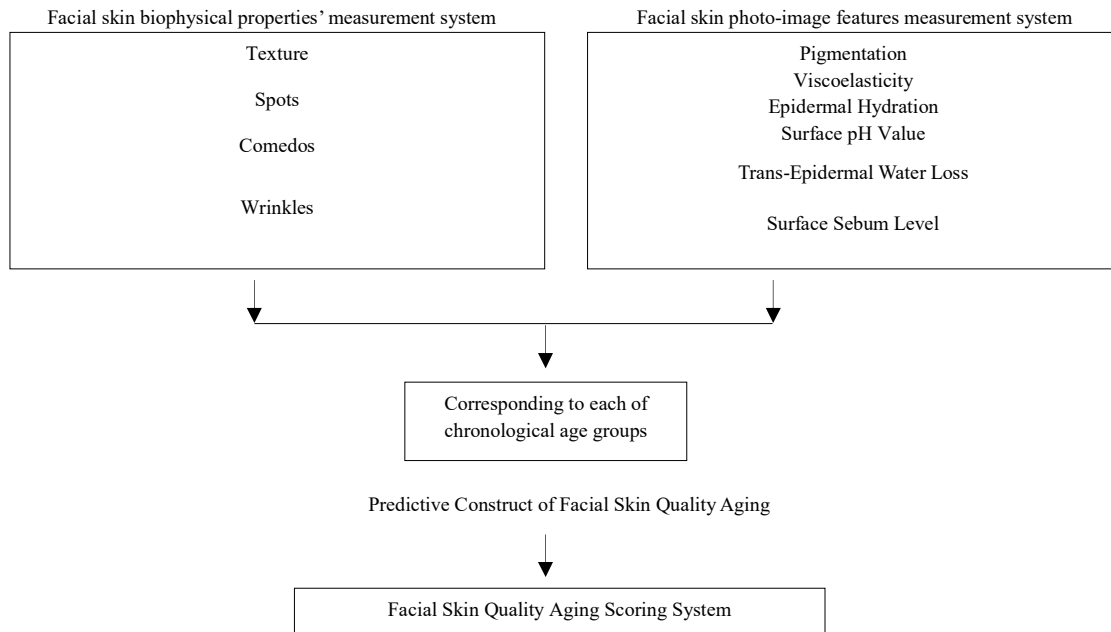 Facial skin biophysical properties’ measurement system
Texture
Spots
Comedos
Wrinkles
Facial skin photo-image features measurement system
Pigmentation
Viscoelasticity
Epidermal Hydration
Surface pH Value
Trans-Epidermal Water Loss
Surface Sebum Level
Corresponding to each of
chronological age groups
Predictive Construct of Facial Skin Quality Aging
Facial Skin Quality Aging Scoring System